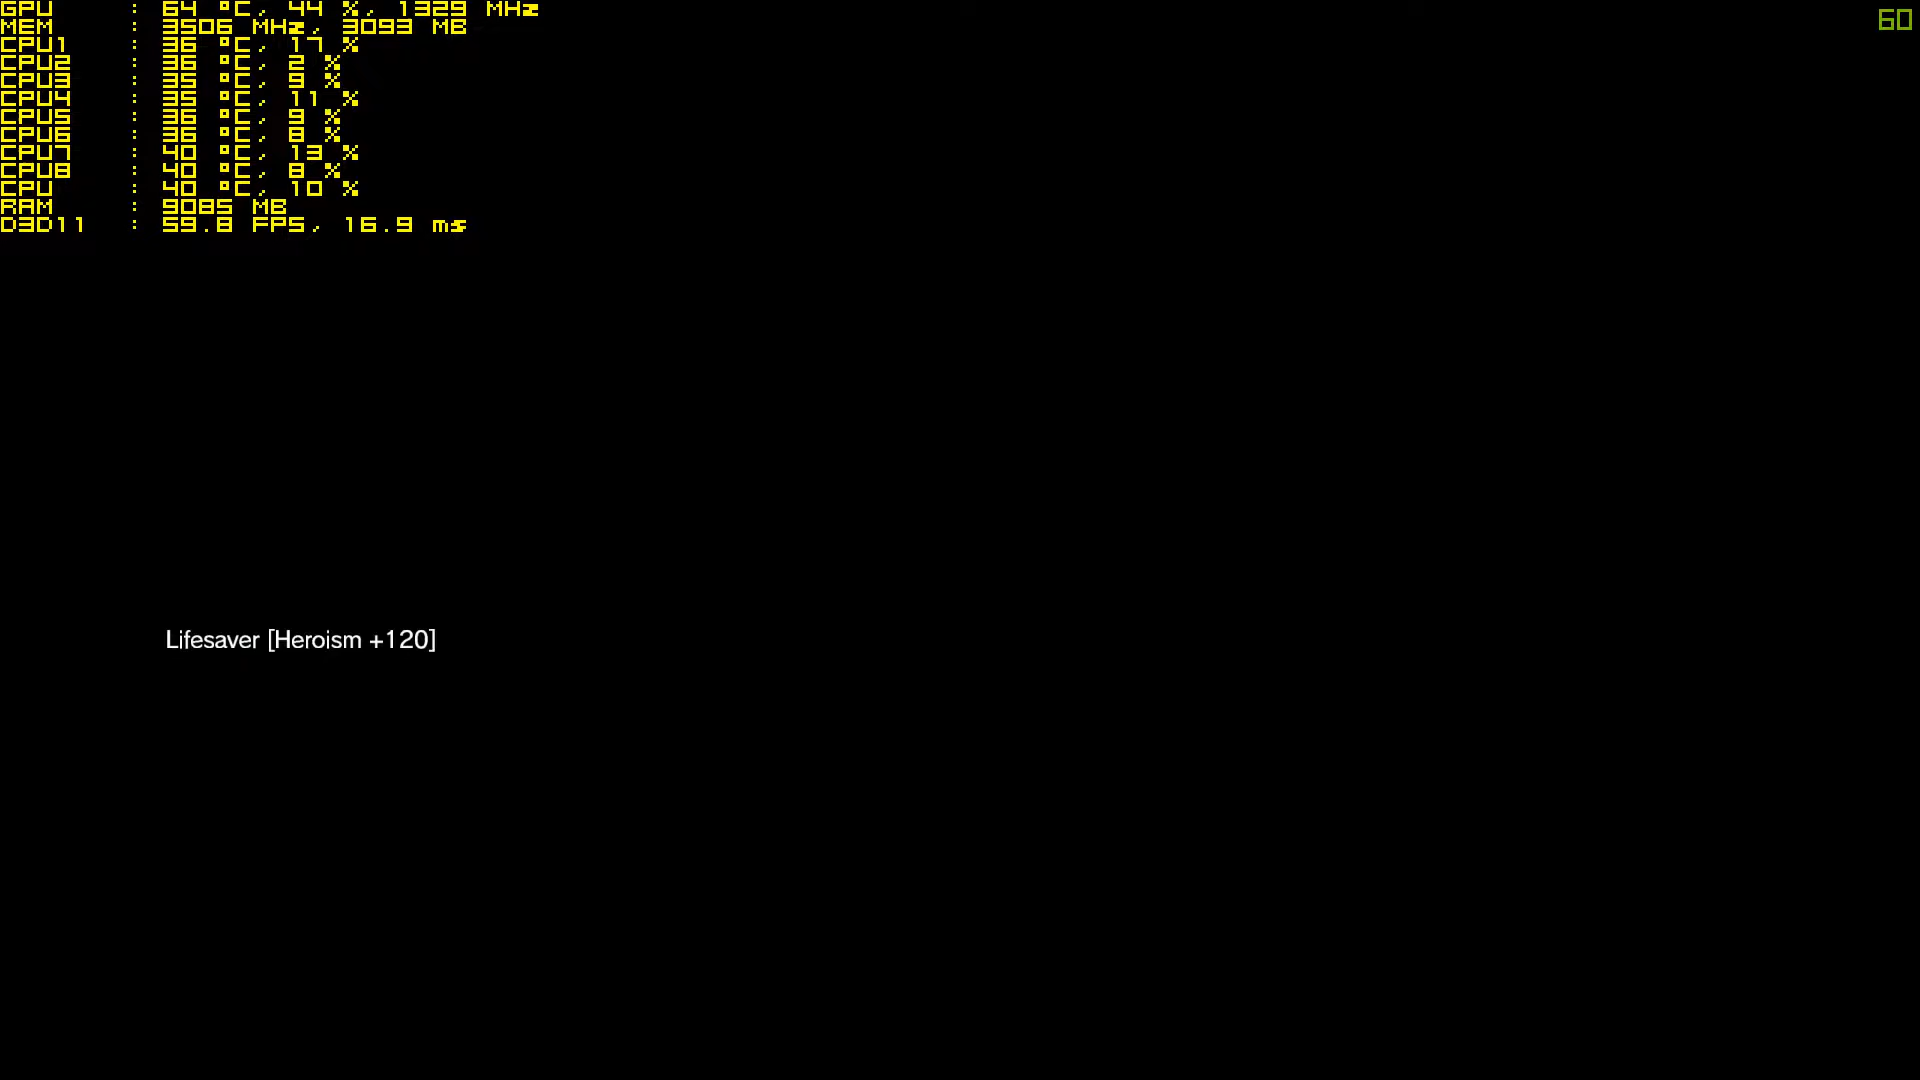 GPU : 64 °C, 44 %, 1329 MHz
60
MEM : 3506 MHz, 3093 MB
CPU1 : 36 °C, 17 %
CPU2 : 36 °C, 2 %
CPU3 : 35 °C, 9 %
CPU4 : 35 °C, 11 %
CPU5 : 36 °C, 9 %
CPU6 : 36 °C, 8 %
CPU7 : 40 °C, 13 %
CPU8 : 40 °C, 8 %
CPU : 40 °C, 10 %
RAM : 9085 MB
D3D11 : 59.8 FPS, 16.9 ms
Lifesaver [Heroism +120]